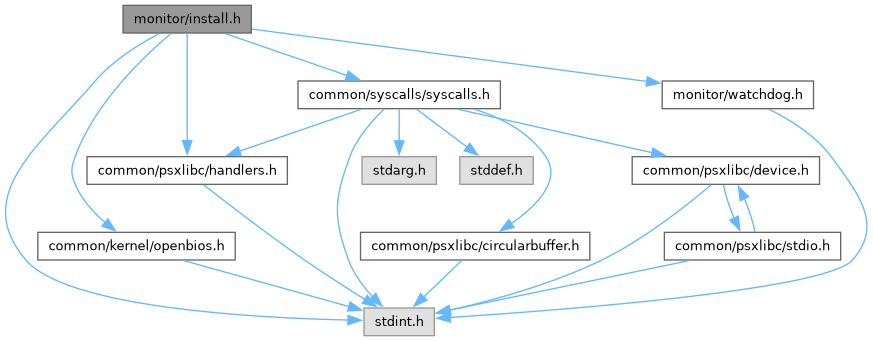 monitor/install.h
common/syscalls/syscalls.h
monitor/watchdog.h
common/psxlibc/handlers.h
stdarg.h
stddef.h
common/psxlibc/device.h
common/kernel/openbios.h
common/psxlibc/circularbuffer.h
common/psxlibc/stdio.h
stdint.h